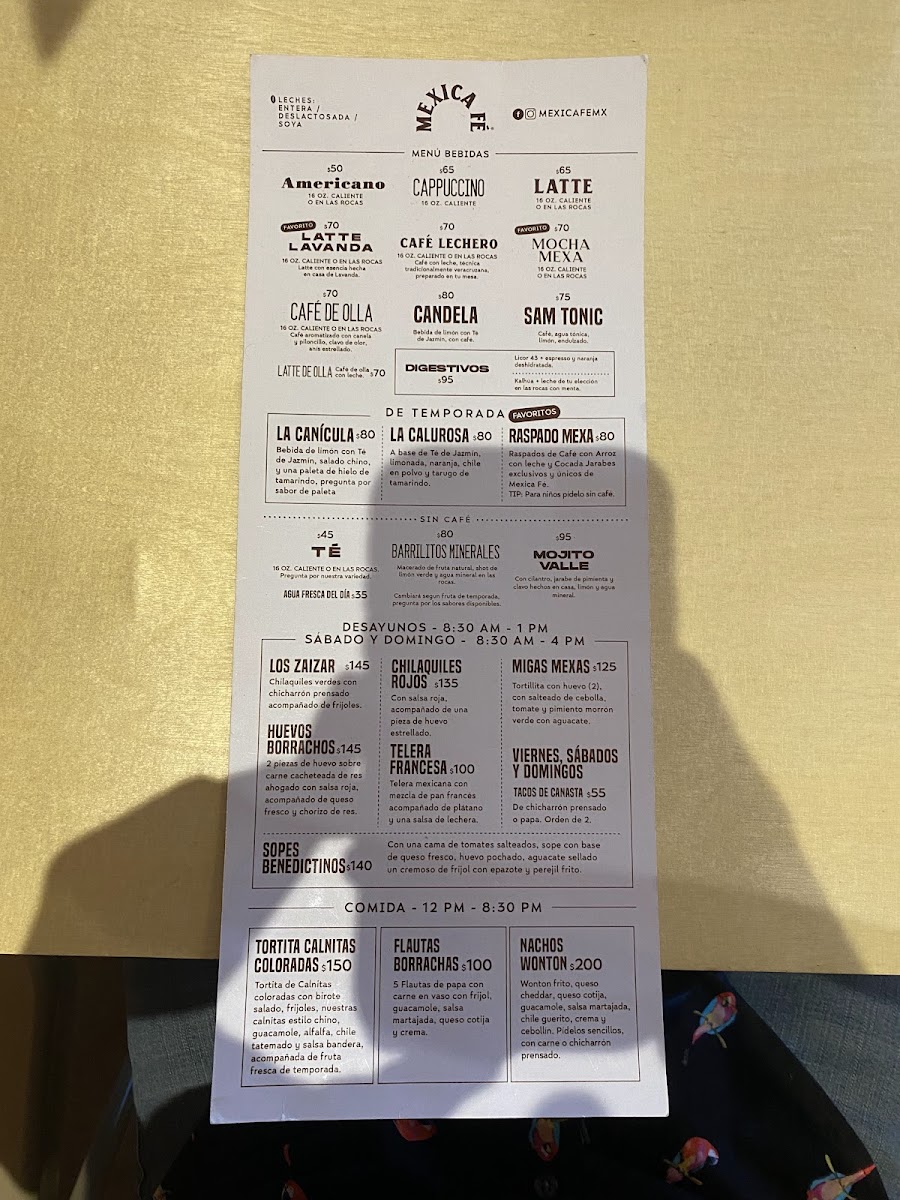 LECHES:
ENTERA /
DESLACTOSADA /
SOYA
MEXICA FÉ
MEXICAFEMX
MENÚ BEBIDAS
$50
Americano
16 OZ. CALIENTE
O EN LAS ROCAS
$65
CAPPUCCINO
16 OZ. CALIENTE
$65
LATTE
16 OZ. CALIENTE
O EN LAS ROCAS
FAVORITO $70
LATTE
LAVANDA
16 OZ. CALIENTE O EN LAS ROCAS
Latte con esencia hecha
en casa de Lavanda.
$70
CAFÉ LECHERO
16 OZ. CALIENTE O EN LAS ROCAS
Café con leche, técnica
tradicionalmente veracruzana,
preparado en tu mesa.
FAVORITO $70
MOCHA
MEXA
16 OZ. CALIENTE
O EN LAS ROCAS
$70
CAFÉ DE OLLA
16 OZ. CALIENTE O EN LAS ROCAS
Café aromatizado con canela
y piloncillo, clavo de olor,
anís estrellado.
$80
CANDELA
Bebida de limón con Té
de Jazmín, con café.
$75
SAM TONIC
Café, agua tónica,
limón, endulzado.
LATTE DE OLLA Café de olla con leche. $70
DIGESTIVOS
$95
Licor 43 + espresso y naranja
deshidratada.
Kalhúa + leche de tu elección
en las rocas con menta.
DE TEMPORADA FAVORITOS
LA CANÍCULA $80
Bebida de limón con Té
de Jazmín, salado chino,
y una paleta de hielo de
tamarindo, pregunta por
sabor de paleta
LA CALUROSA $80
A base de Té de Jazmín,
limonada, naranja, chile
en polvo y tarugo de
tamarindo.
RASPADO MEXA $80
Raspados de Café con Arroz
con leche y Cocada Jarabes
exclusivos y únicos de
Mexica Fé.
TIP: Para niños pídelo sin café.
SIN CAFÉ
$45
TÉ
16 OZ. CALIENTE O EN LAS ROCAS.
Pregunta por nuestra variedad.
AGUA FRESCA DEL DÍA $35
$80
BARRILITOS MINERALES
Macerado de fruta natural, shot de
limón verde y agua mineral en las
rocas.
Cambiará segun fruta de temporada,
pregunta por los sabores disponibles.
$95
MOJITO
VALLE
Con cilantro, jarabe de pimienta y
clavo hechos en casa, limón y agua
mineral.
DESAYUNOS - 8:30 AM - 1 PM
SÁBADO Y DOMINGO - 8:30 AM - 4 PM
LOS ZAIZAR $145
Chilaquiles verdes con
chicharrón prensado
acompañado de frijoles.
CHILAQUILES
ROJOS $135
Con salsa roja,
acompañado de una
pieza de huevo
estrellado.
MIGAS MEXAS $125
Tortillita con huevo (2),
con salteado de cebolla,
tomate y pimiento morron
verde con aguacate.
HUEVOS
BORRACHOS $145
2 piezas de huevo sobre
carne cacheteada de res
ahogado con salsa roja,
acompañado de queso
fresco y chorizo de res.
TELERA
FRANCESA $100
Telera mexicana con
mezcla de pan francés
acompañado de plátano
y una salsa de lechera.
VIERNES, SÁBADOS
Y DOMINGOS
TACOS DE CANASTA $55
De chicharrón prensado
o papa. Orden de 2.
SOPES
BENEDICTINOS $140
Con una cama de tomates salteados, sope con base
de queso fresco, huevo pochado, aguacate sellado
un cremoso de frijol con epazote y perejil frito.
COMIDA - 12 PM - 8:30 PM
TORTITA CALNITAS
COLORADAS $150
Tortita de Calnitas
coloradas con birote
salado, frijoles, nuestras
calnitas estilo chino,
guacamole, alfalfa, chile
tatemado y salsa bandera,
acompañada de fruta
fresca de temporada.
FLAUTAS
BORRACHAS $100
5 Flautas de papa con
carne en vaso con frijol,
guacamole, salsa
martajada, queso cotija
y crema.
NACHOS
WONTON $200
Wonton frito, queso
cheddar, queso cotija,
guacamole, salsa martajada,
chile guerito, crema y
cebollín. Pídelos sencillos,
con carne o chicharrón
prensado.